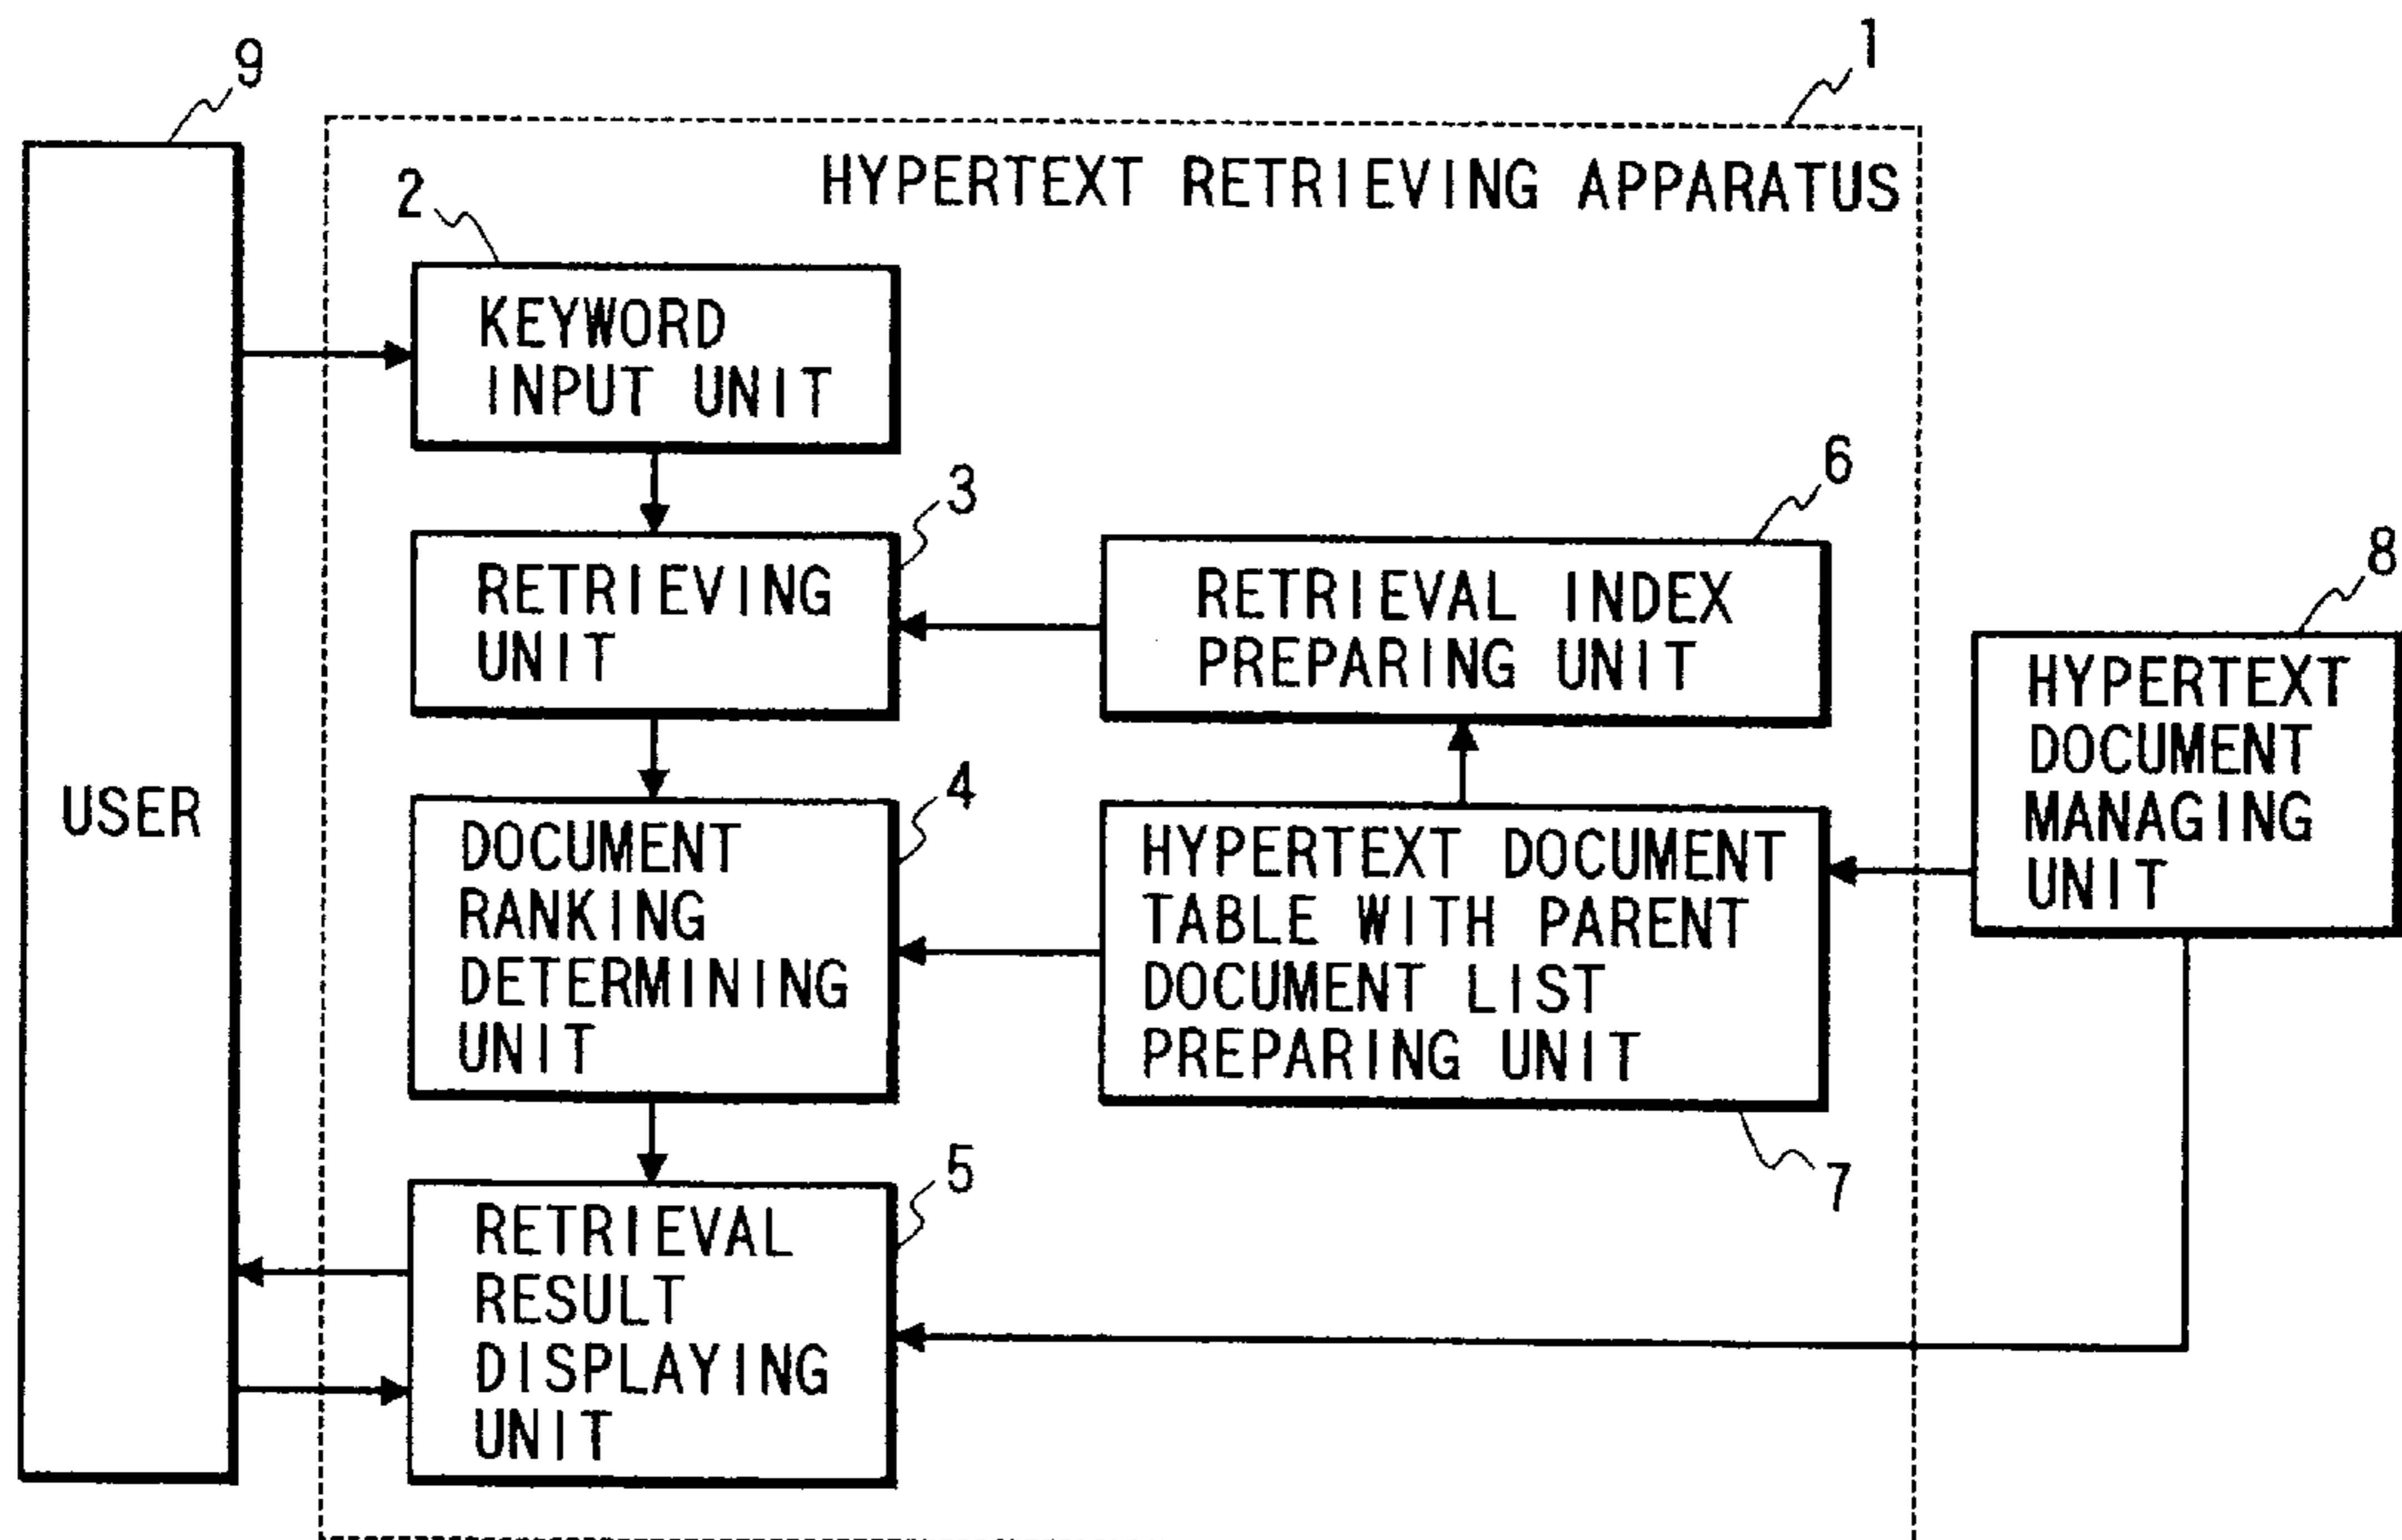 1
9
HYPERTEXT RETRIEVING APPARATUS
2
KEYWORD
INPUT UNIT
3
RETRIEVING
UNIT
6
RETRIEVAL INDEX
PREPARING UNIT
8
HYPERTEXT
DOCUMENT
MANAGING
UNIT
USER
4
DOCUMENT
RANKING
DETERMINING
UNIT
HYPERTEXT DOCUMENT
TABLE WITH PARENT
DOCUMENT LIST
PREPARING UNIT
7
5
RETRIEVAL
RESULT
DISPLAYING
UNIT